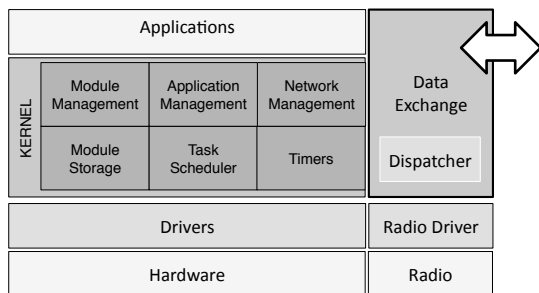 Applications
KERNEL
Module
Management
Application
Management
Network
Management
Module
Storage
Task
Scheduler
Timers
Data
Exchange
Dispatcher
Drivers
Radio Driver
Hardware
Radio